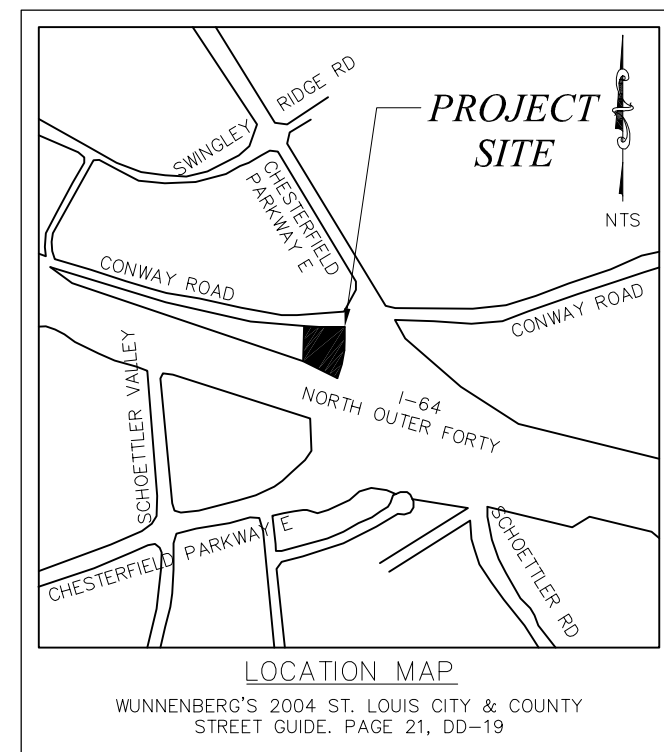 RIDGE RD
SWINGLEY
PROJECT
SITE
NTS
CHESTERFIELD
PARKWAY E
CONWAY ROAD
CONWAY ROAD
SCHOETTLER VALLEY
I-64
NORTH OUTER FORTY
CHESTERFIELD PARKWAY E
SCHOETTLER RD
LOCATION MAP
WUNNENBERG'S 2004 ST. LOUIS CITY & COUNTY
STREET GUIDE. PAGE 21, DD-19